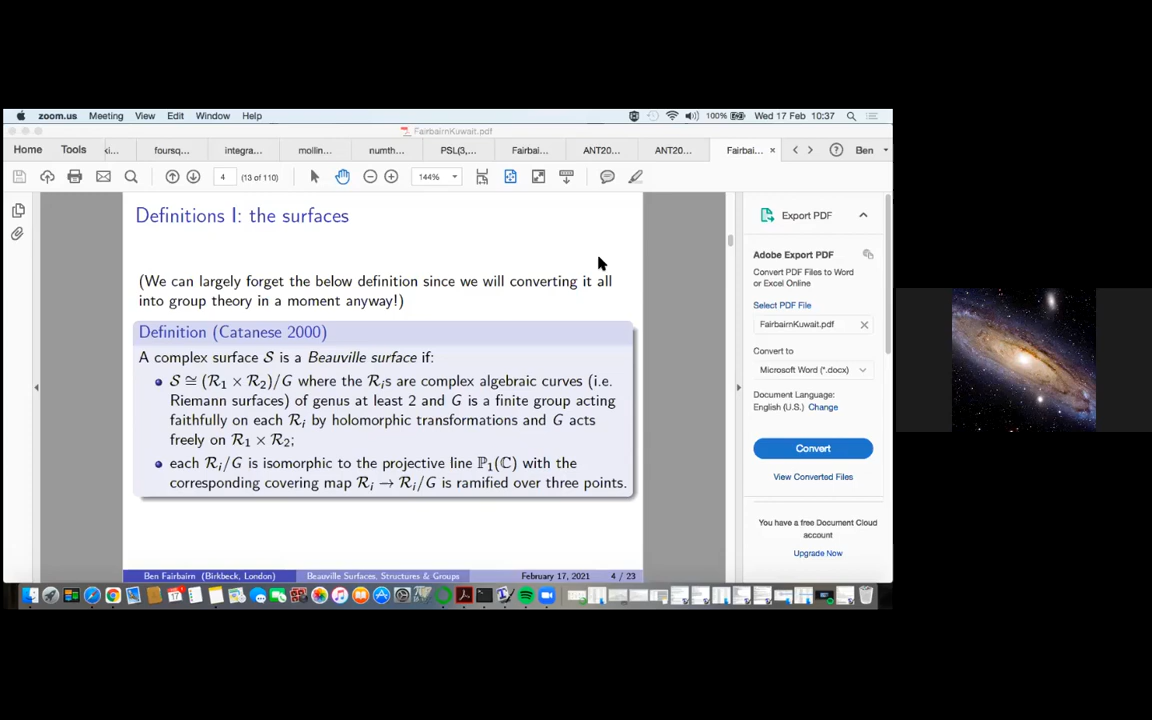 zoom.us Meeting View Edit Window Help 100% Wed 17 Feb 10:37
FairbairnKuwait.pdf
Home Tools ki... foursq... integra... mollin... numth... PSL(3,... Fairbai... ANT20... ANT20... Fairbai... × Ben
4 (13 of 110) 144%
Definitions I: the surfaces
(We can largely forget the below definition since we will converting it all
into group theory in a moment anyway!)
Definition (Catanese 2000)
A complex surface 𝒮 is a Beauville surface if:
• 𝒮 ≅ (ℛ₁ × ℛ₂)/G where the ℛᵢs are complex algebraic curves (i.e.
Riemann surfaces) of genus at least 2 and G is a finite group acting
faithfully on each ℛᵢ by holomorphic transformations and G acts
freely on ℛ₁ × ℛ₂;
• each ℛᵢ/G is isomorphic to the projective line ℙ₁(ℂ) with the
corresponding covering map ℛᵢ → ℛᵢ/G is ramified over three points.
Ben Fairbairn (Birkbeck, London) Beauville Surfaces, Structures & Groups February 17, 2021 4 / 23
Export PDF
Adobe Export PDF
Convert PDF Files to Word
or Excel Online
Select PDF File
FairbairnKuwait.pdf
Convert to
Microsoft Word (*.docx)
Document Language:
English (U.S.) Change
Convert
View Converted Files
You have a free Document Cloud
account
Upgrade Now